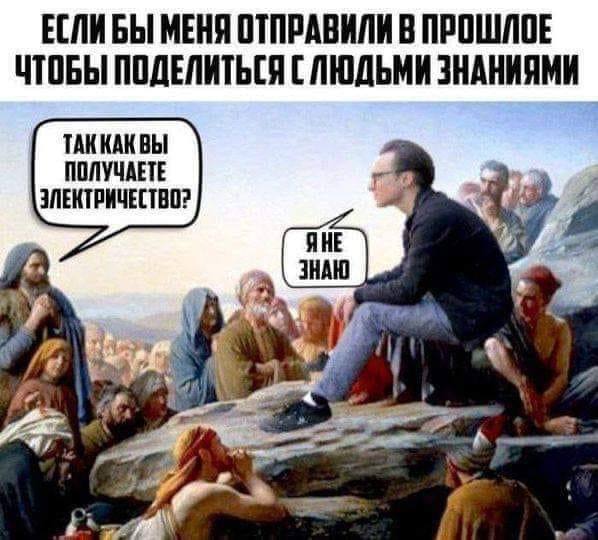 ЕСЛИ БЫ МЕНЯ ОТПРАВИЛИ В ПРОШЛОЕ
ЧТОБЫ ПОДЕЛИТЬСЯ С ЛЮДЬМИ ЗНАНИЯМИ
ТАК КАК ВЫ
ПОЛУЧАЕТЕ
ЭЛЕКТРИЧЕСТВО?
Я НЕ
ЗНАЮ